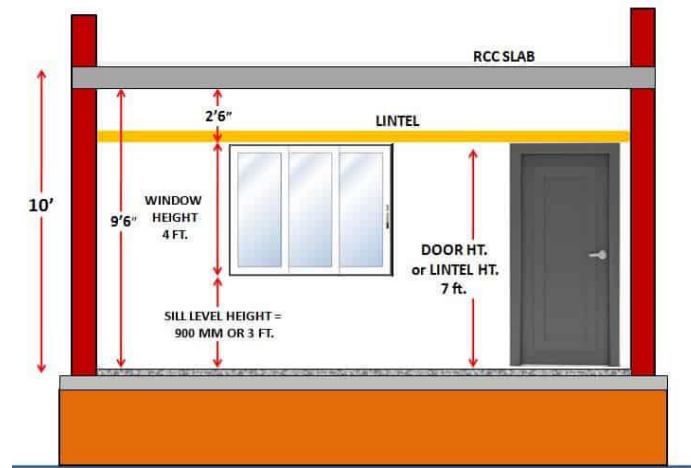 RCC SLAB
2'6"
LINTEL
WINDOW
HEIGHT
4 FT.
10'
9'6"
DOOR HT.
or LINTEL HT.
7 ft.
SILL LEVEL HEIGHT =
900 MM OR 3 FT.